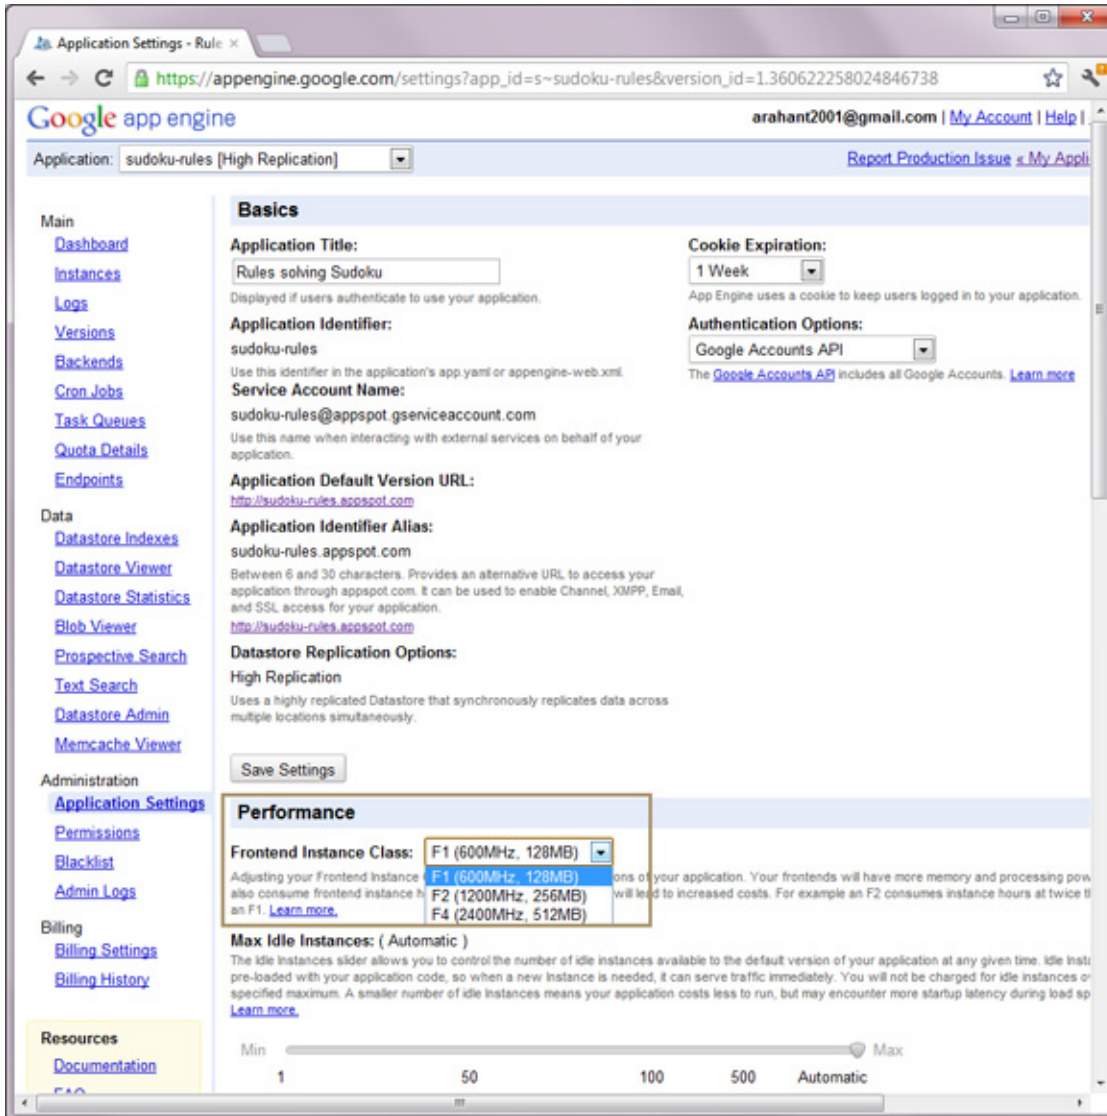 Application Settings - Rule
https://appengine.google.com/settings?app_id=s~sudoku-rules&version_id=1.360622258024846738
Google app engine
arahant2001@gmail.com | My Account | Help |
Application: sudoku-rules [High Replication]
Report Production Issue « My Appli
Main
Dashboard
Instances
Logs
Versions
Backends
Cron Jobs
Task Queues
Quota Details
Endpoints
Data
Datastore Indexes
Datastore Viewer
Datastore Statistics
Blob Viewer
Prospective Search
Text Search
Datastore Admin
Memcache Viewer
Administration
Application Settings
Permissions
Blacklist
Admin Logs
Billing
Billing Settings
Billing History
Resources
Documentation
FAQ
Basics
Application Title:
Rules solving Sudoku
Displayed if users authenticate to use your application.
Application Identifier:
sudoku-rules
Use this identifier in the application's app.yaml or appengine-web.xml.
Service Account Name:
sudoku-rules@appspot.gserviceaccount.com
Use this name when interacting with external services on behalf of your
application.
Application Default Version URL:
http://sudoku-rules.appspot.com
Application Identifier Alias:
sudoku-rules.appspot.com
Between 6 and 30 characters. Provides an alternative URL to access your
application through appspot.com. It can be used to enable Channel, XMPP, Email,
and SSL access for your application.
http://sudoku-rules.appspot.com
Datastore Replication Options:
High Replication
Uses a highly replicated Datastore that synchronously replicates data across
multiple locations simultaneously.
Save Settings
Cookie Expiration:
1 Week
App Engine uses a cookie to keep users logged in to your application.
Authentication Options:
Google Accounts API
The Google Accounts API includes all Google Accounts. Learn more
Performance
Frontend Instance Class: F1 (600MHz, 128MB)
F1 (600MHz, 128MB)
F2 (1200MHz, 256MB)
F4 (2400MHz, 512MB)
Adjusting your Frontend Instance ons of your application. Your frontends will have more memory and processing pow
also consume frontend instance h will lead to increased costs. For example an F2 consumes instance hours at twice t
an F1. Learn more.
Max Idle Instances: ( Automatic )
The Idle Instances slider allows you to control the number of idle instances available to the default version of your application at any given time. Idle Insta
pre-loaded with your application code, so when a new Instance is needed, it can serve traffic immediately. You will not be charged for idle instances o
specified maximum. A smaller number of idle Instances means your application costs less to run, but may encounter more startup latency during load sp
Learn more.
Min Max
1 50 100 500 Automatic